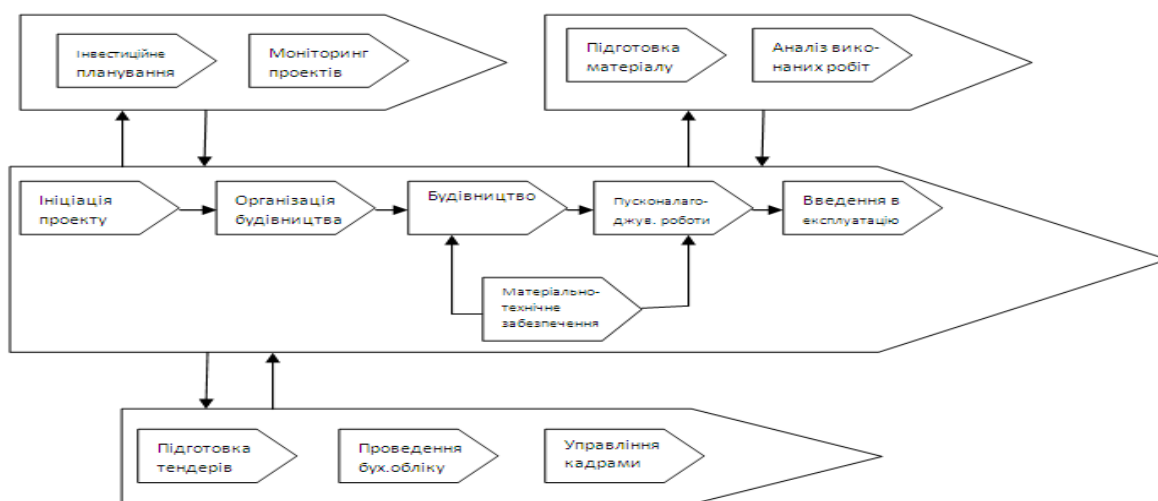 Інвестиційне
планування
Моніторинг
проектів
Підготовка
матеріалу
Аналіз вико-
наних робіт
Ініціація
проекту
Організація
будівництва
Будівництво
Пусконалаго-
джув. роботи
Введення в
експлуатацію
Матеріально-
технічне
забезпечення
Підготовка
тендерів
Проведення
бух.обліку
Управління
кадрами